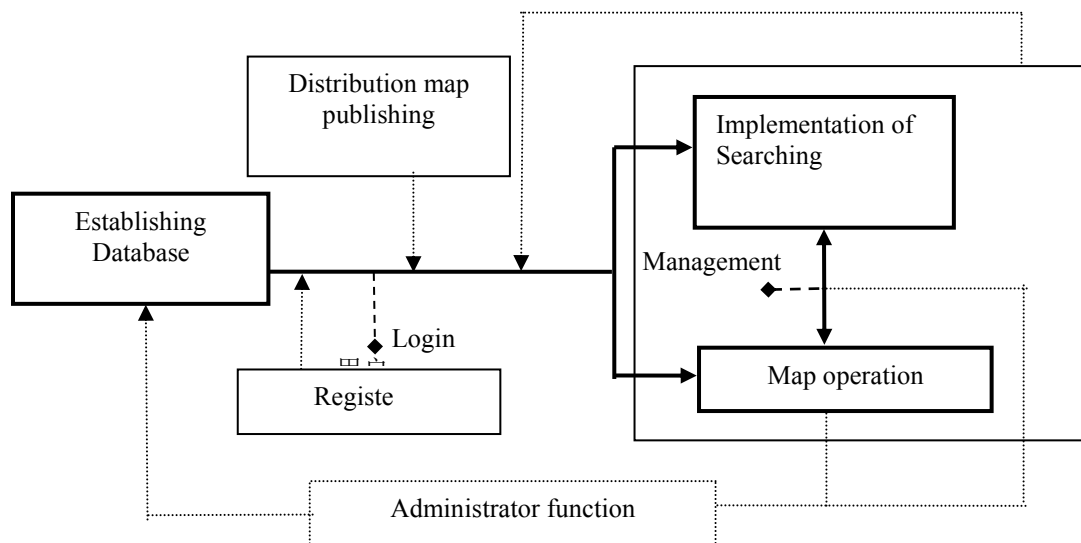 Distribution map
publishing
Implementation of
Searching
Establishing
Database
Management
Login
Map operation
Registe
Administrator function